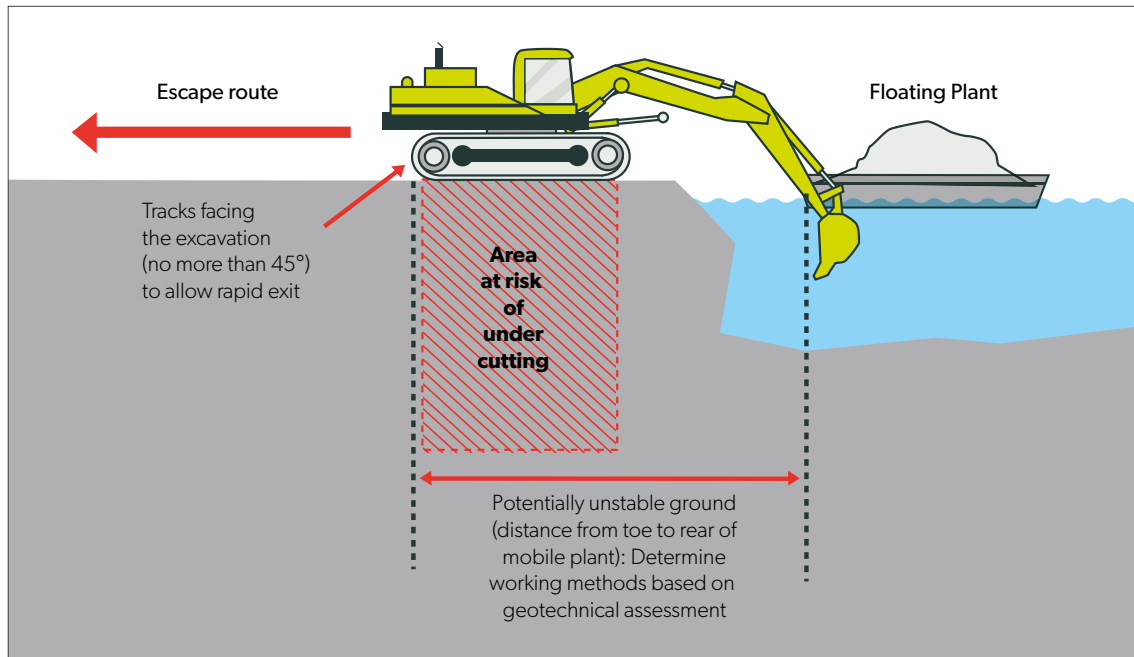 Escape route
Floating Plant
Tracks facing
the excavation
(no more than 45°)
to allow rapid exit
Area
at risk
of
under
cutting
Potentially unstable ground
(distance from toe to rear of
mobile plant): Determine
working methods based on
geotechnical assessment